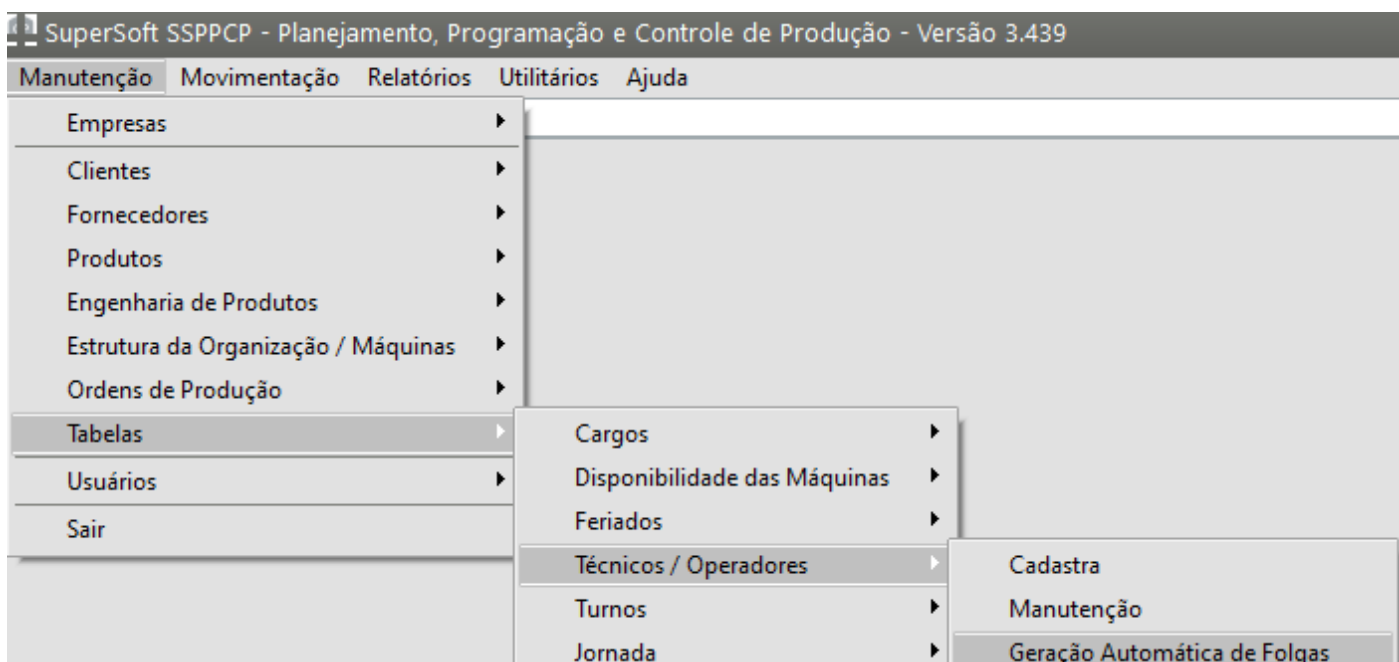 SuperSoft SSPPCP - Planejamento, Programação e Controle de Produção - Versão 3.439
Manutenção Movimentação Relatórios Utilitários Ajuda
Empresas
Clientes
Fornecedores
Produtos
Engenharia de Produtos
Estrutura da Organização / Máquinas
Ordens de Produção
Tabelas
Usuários
Sair
Cargos
Disponibilidade das Máquinas
Feriados
Técnicos / Operadores
Turnos
Jornada
Cadastra
Manutenção
Geração Automática de Folgas